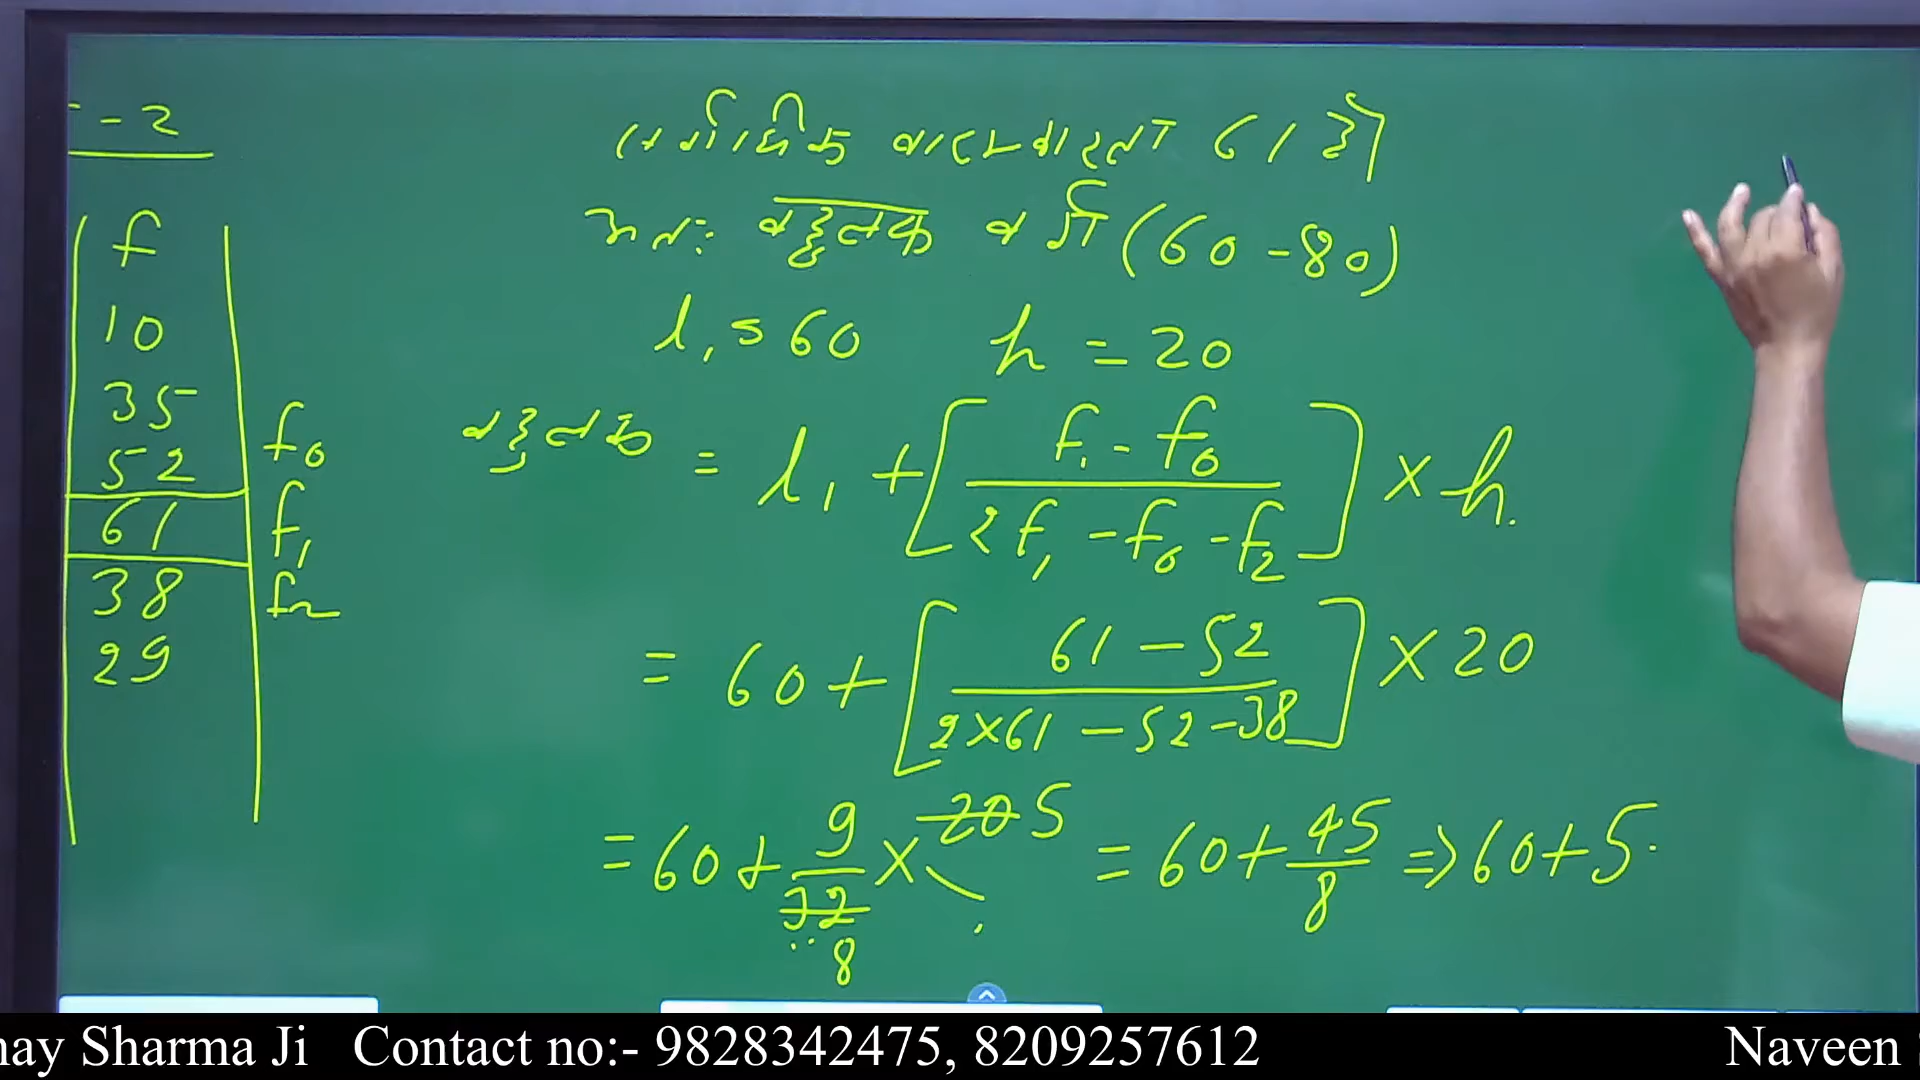 - 2
f
10
35
52 f₀
61 f₁
38 f₂
29
सर्वाधिक बारम्बारता 61 है।
अतः बहुलक वर्ग (60 - 80)
l₁ = 60 h = 20
बहुलक = l₁ + [ (f₁ - f₀) / (2f₁ - f₀ - f₂) ] × h
= 60 + [ (61 - 52) / (2×61 - 52 - 38) ] × 20
= 60 + 9/32 × 20 5 = 60 + 45/8 ⇒ 60 + 5.
8
nay Sharma Ji Contact no:- 9828342475, 8209257612 Naveen